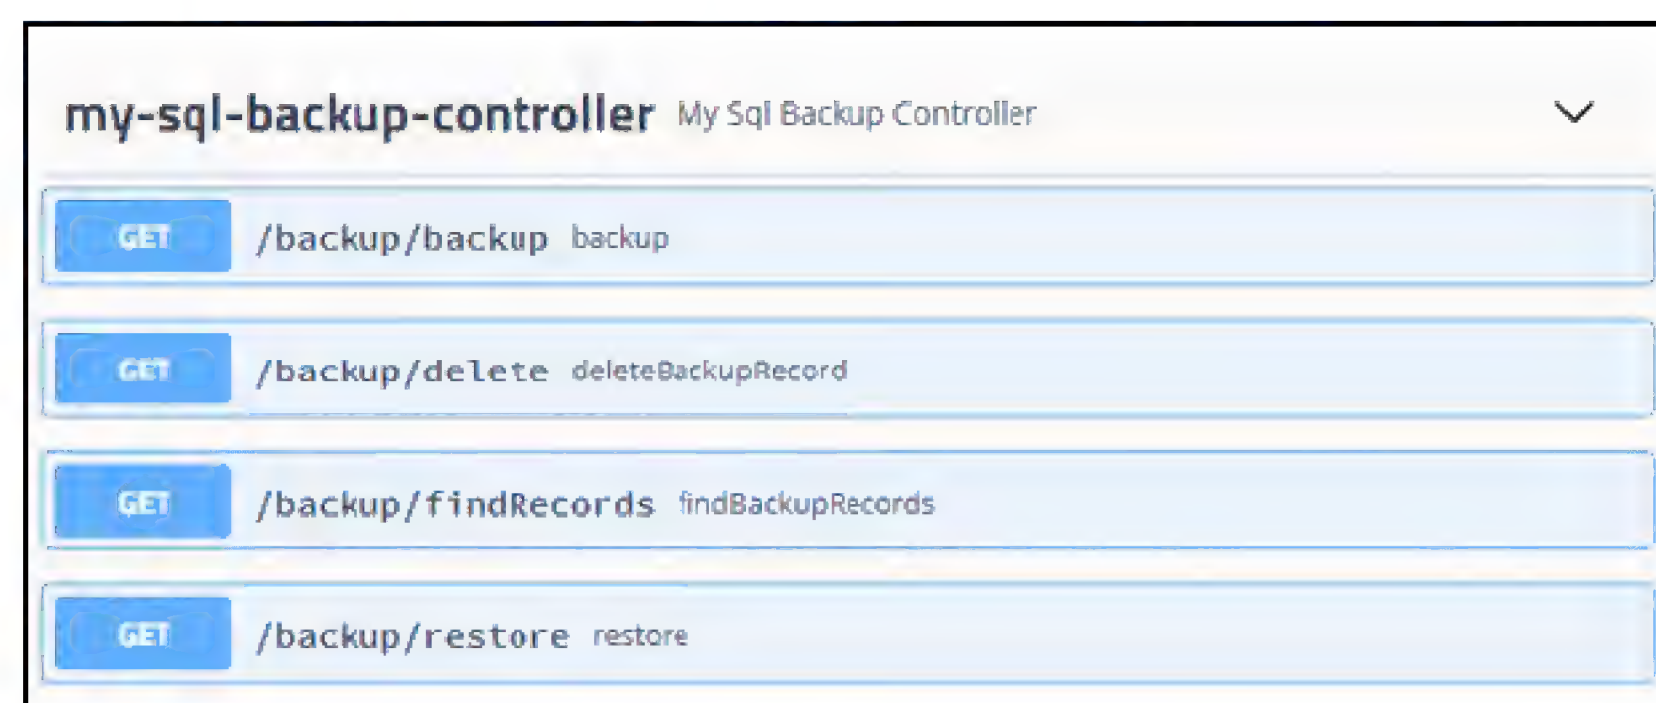 my-sql-backup-controller My Sql Backup Controller
GET /backup/backup backup
GET /backup/delete deleteBackupRecord
GET /backup/findRecords findBackupRecords
GET /backup/restore restore